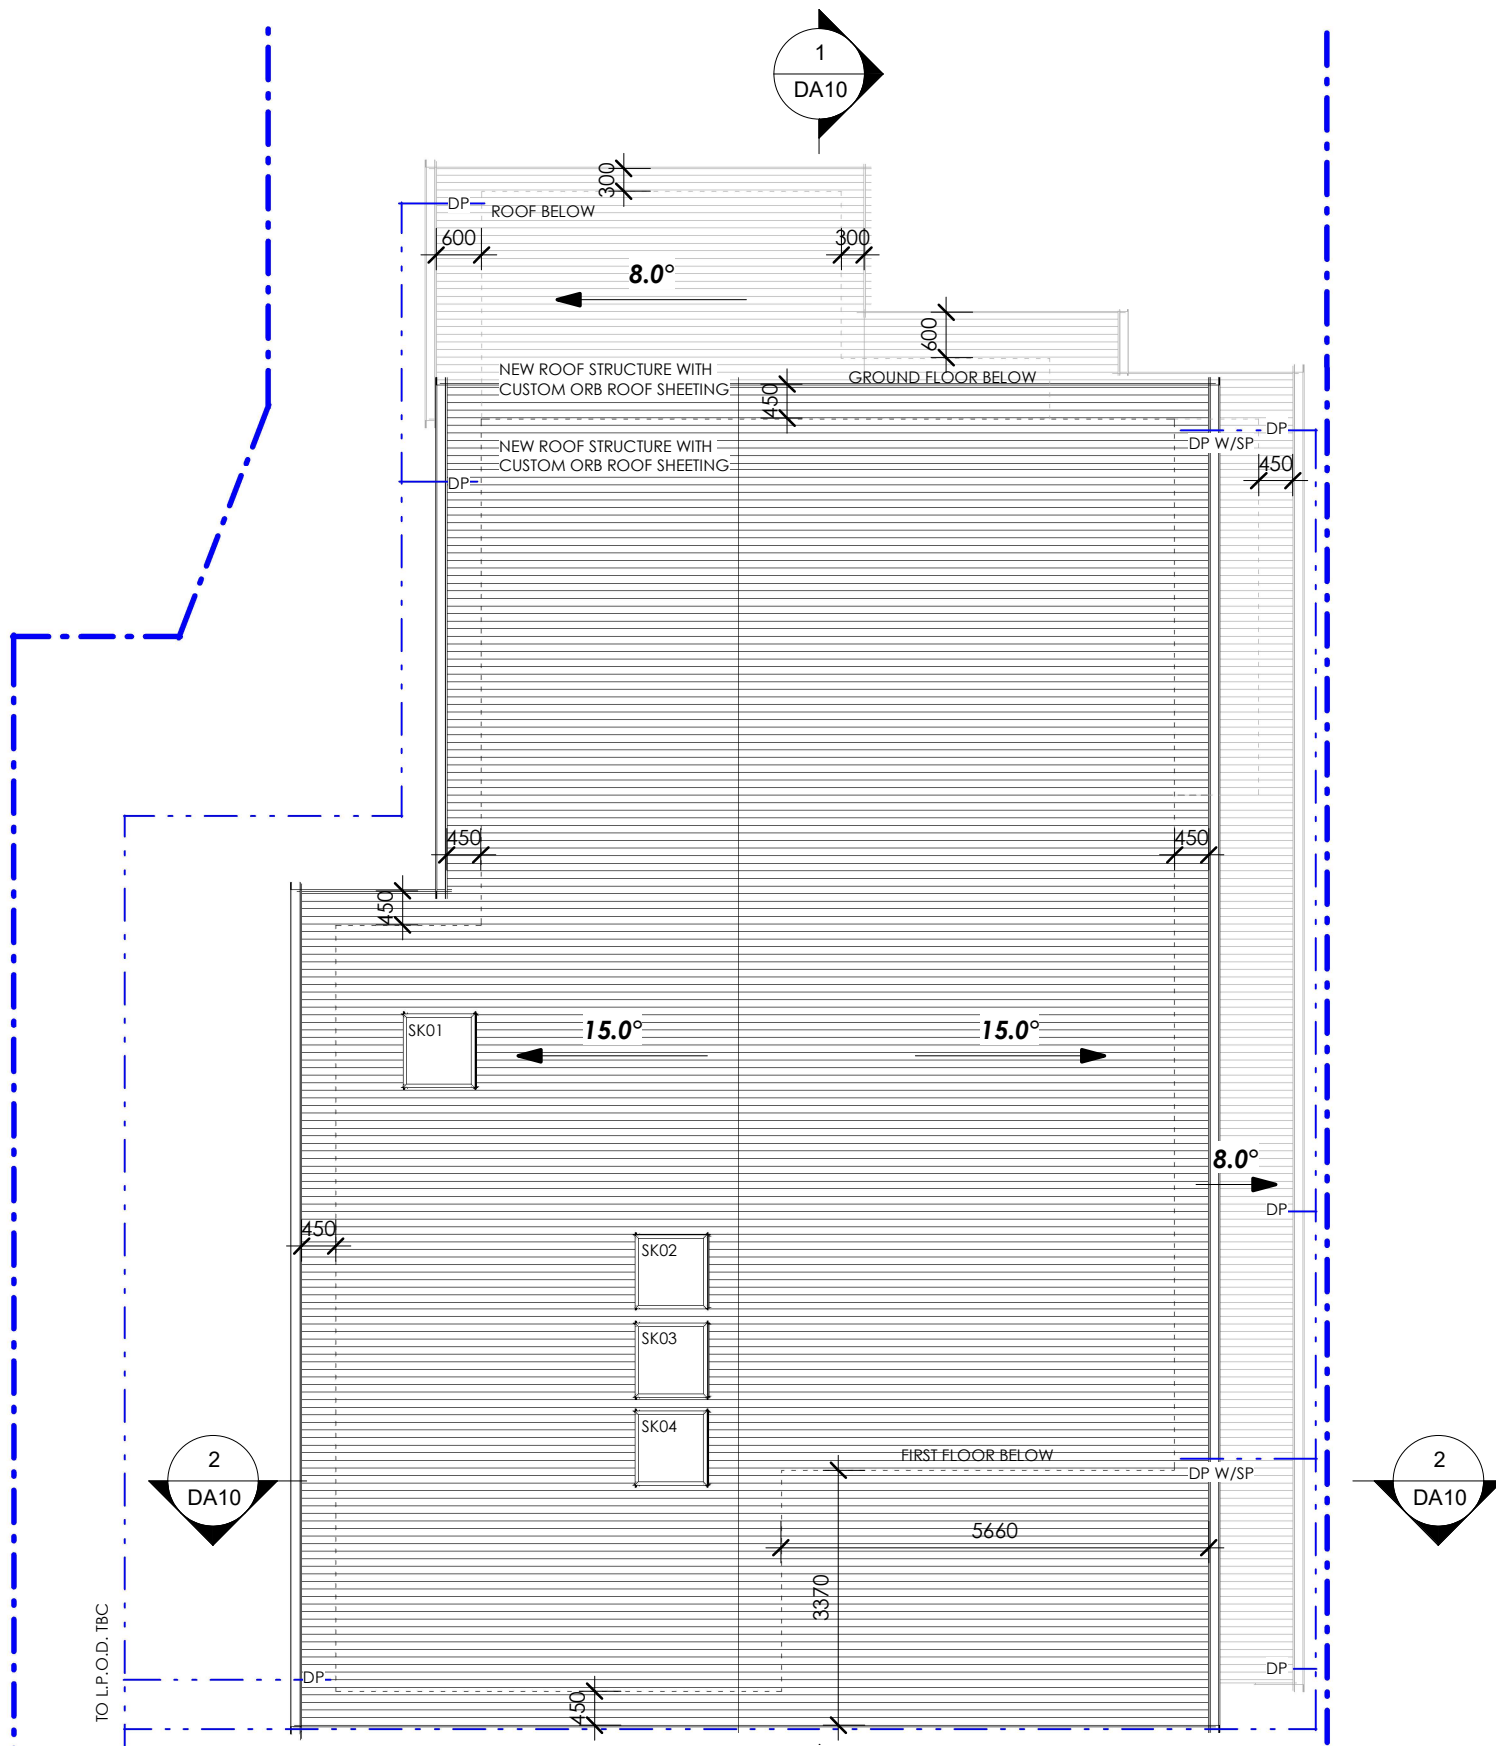 1
DA10
300
DP
ROOF BELOW
600
300
8.0°
600
NEW ROOF STRUCTURE WITH
CUSTOM ORB ROOF SHEETING
GROUND FLOOR BELOW
450
DP
DP W/SP
NEW ROOF STRUCTURE WITH
CUSTOM ORB ROOF SHEETING
450
DP
450
450
450
SK01
15.0°
15.0°
8.0°
DP
450
SK02
SK03
SK04
FIRST FLOOR BELOW
2
DA10
DP W/SP
2
DA10
5660
3370
TO L.P.O.D. TBC
DP
DP
450